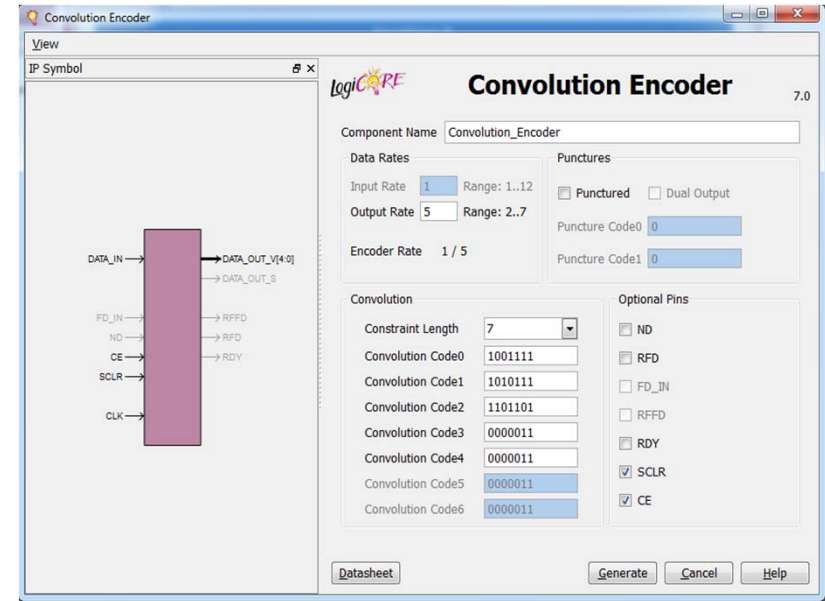 Convolution Encoder
View
IP Symbol
logiCORE
Convolution Encoder
7.0
Component Name Convolution_Encoder
Data Rates
Input Rate 1 Range: 1..12
Output Rate 5 Range: 2..7
Encoder Rate 1 / 5
Punctures
Punctured Dual Output
Puncture Code0 0
Puncture Code1 0
DATA_IN
FD_IN
ND
CE
SCLR
CLK
DATA_OUT_V[4:0]
DATA_OUT_S
RFFD
RFD
RDY
Convolution
Constraint Length 7
Convolution Code0 1001111
Convolution Code1 1010111
Convolution Code2 1101101
Convolution Code3 0000011
Convolution Code4 0000011
Convolution Code5 0000011
Convolution Code6 0000011
Optional Pins
ND
RFD
FD_IN
RFFD
RDY
SCLR
CE
Datasheet
Generate Cancel Help